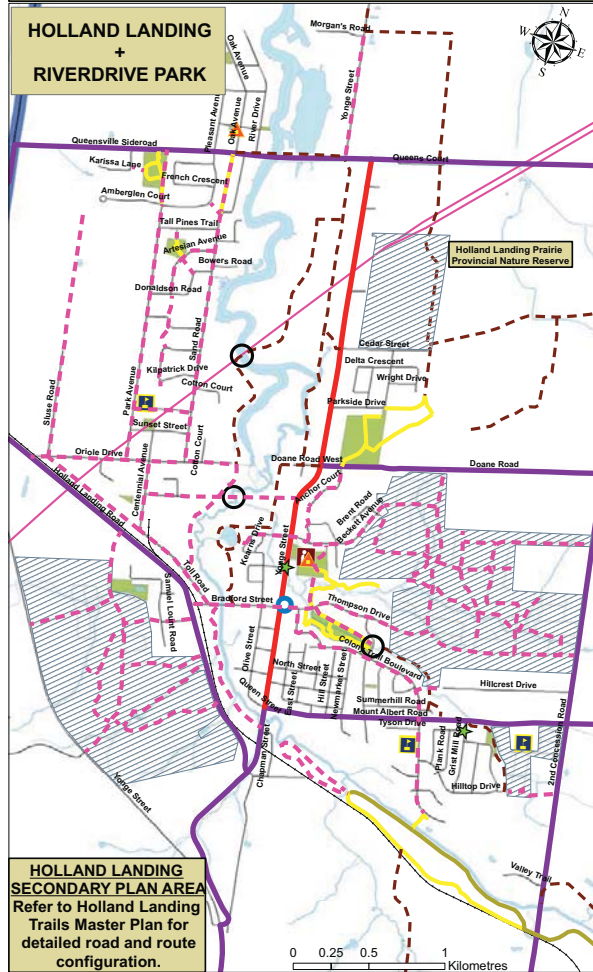 HOLLAND LANDING
+
RIVERDRIVE PARK
N
W
E
S
Morgan's Road
Oak Avenue
Yonge Street
Pleasant Avenue
Oak Avenue
River Drive
Queensville Sideroad
Queens Court
Karissa Lane
French Crescent
Amberglen Court
Tall Pines Trail
Artesian Avenue
Bowers Road
Holland Landing Prairie
Provincial Nature Reserve
Donaldson Road
Sand Road
Cedar Street
Delta Crescent
Kilpatrick Drive
Wright Drive
Cotton Court
Sluse Road
Park Avenue
Parkside Drive
Sunset Street
Colony Court
Oriole Drive
Doane Road West
Doane Road
Centennial Avenue
Holland Landing Road
Anchor Court
Brent Road
Beckett Avenue
Kearns Drive
Yonge Street
Toll Road
Samuel Lount Road
Bradford Street
Thompson Drive
Colony Trail Boulevard
Olive Street
North Street
East Street
Hill Street
Newmarket Street
Hillcrest Drive
Summerhill Road
Queen Street
Mount Albert Road
Tyson Drive
Chapman Street
Plank Road
Grist Mill Road
2nd Concession Road
Hilltop Drive
Yonge Street
Valley Trail
HOLLAND LANDING
SECONDARY PLAN AREA
Refer to Holland Landing
Trails Master Plan for
detailed road and route
configuration.
0 0.25 0.5 1
Kilometres